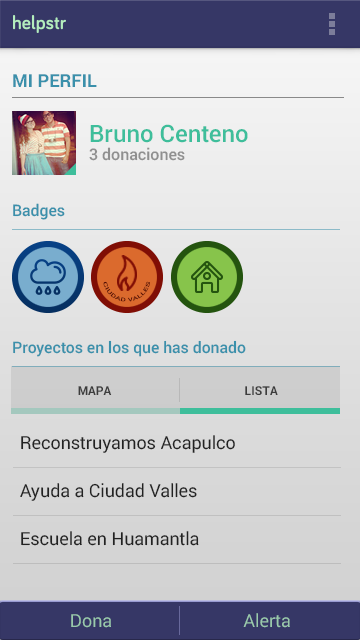 helpstr
MI PERFIL
Bruno Centeno
3 donaciones
Badges
CIUDAD VALLES
Proyectos en los que has donado
MAPA
LISTA
Reconstruyamos Acapulco
Ayuda a Ciudad Valles
Escuela en Huamantla
Dona
Alerta